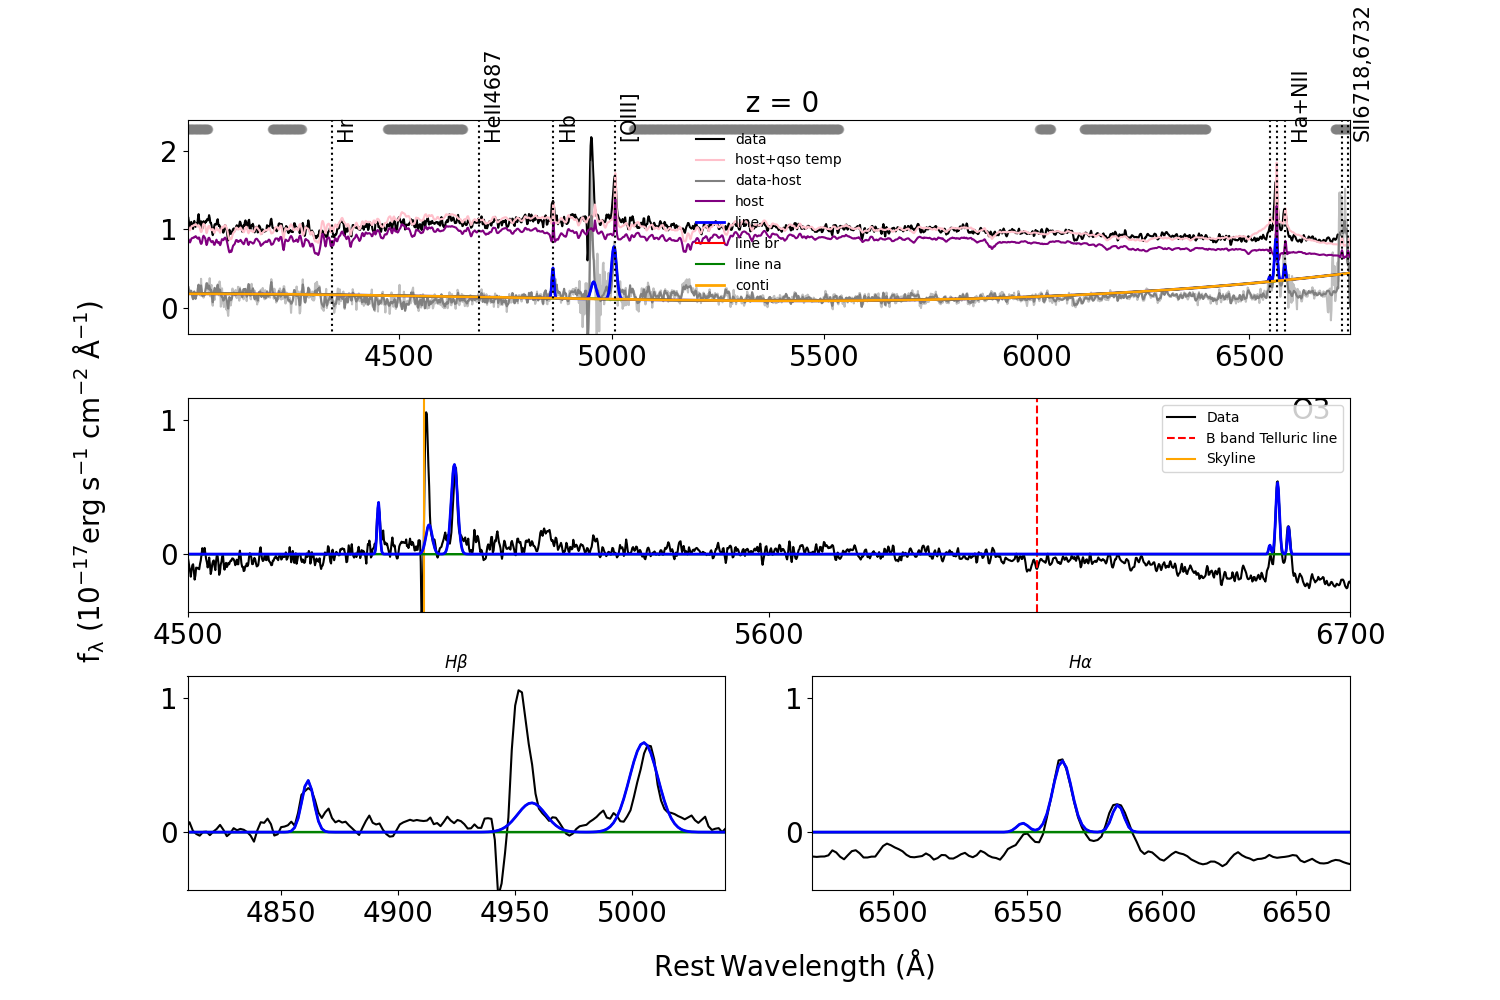 z = 0
Hr
HeII4687
Hb
[OIII]
Ha+NII
SII6718,6732
data
host+qso temp
data-host
host
line
line br
line na
conti
2
1
0
4500
5000
5500
6000
6500
fλ (10⁻¹⁷erg s⁻¹ cm⁻² Å⁻¹)
O3
Data
B band Telluric line
Skyline
1
0
4500
5600
6700
Hβ
1
0
4850
4900
4950
5000
Hα
1
0
6500
6550
6600
6650
Rest Wavelength (Å)